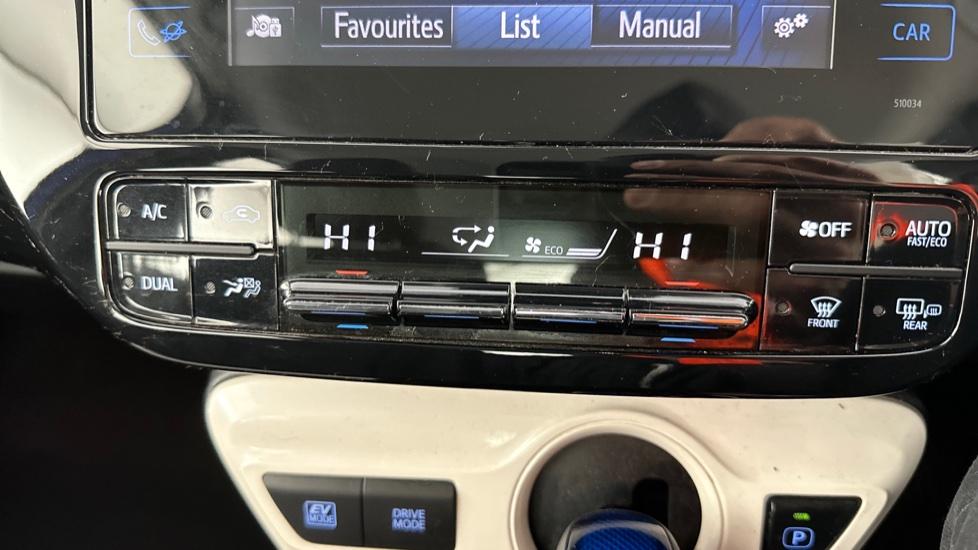 Favourites List Manual
CAR
510034
A/C
DUAL
HI
ECO
HI
OFF
AUTO
FAST/ECO
FRONT
REAR
EV
MODE
DRIVE
MODE
P